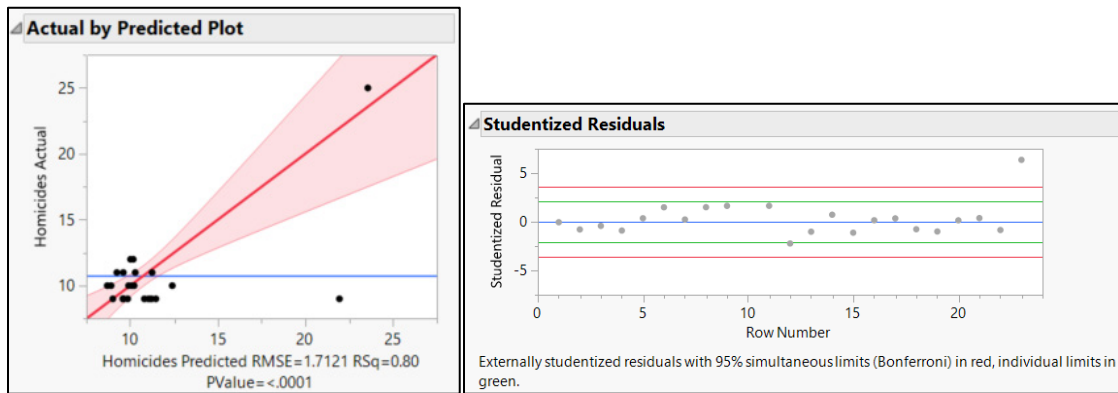 Actual by Predicted Plot
Homicides Actual
25
20
15
10
10
15
20
25
Homicides Predicted RMSE=1.7121 RSq=0.80
PValue=<.0001
Studentized Residuals
Studentized Residual
5
0
-5
0
5
10
15
20
Row Number
Externally studentized residuals with 95% simultaneous limits (Bonferroni) in red, individual limits in
green.